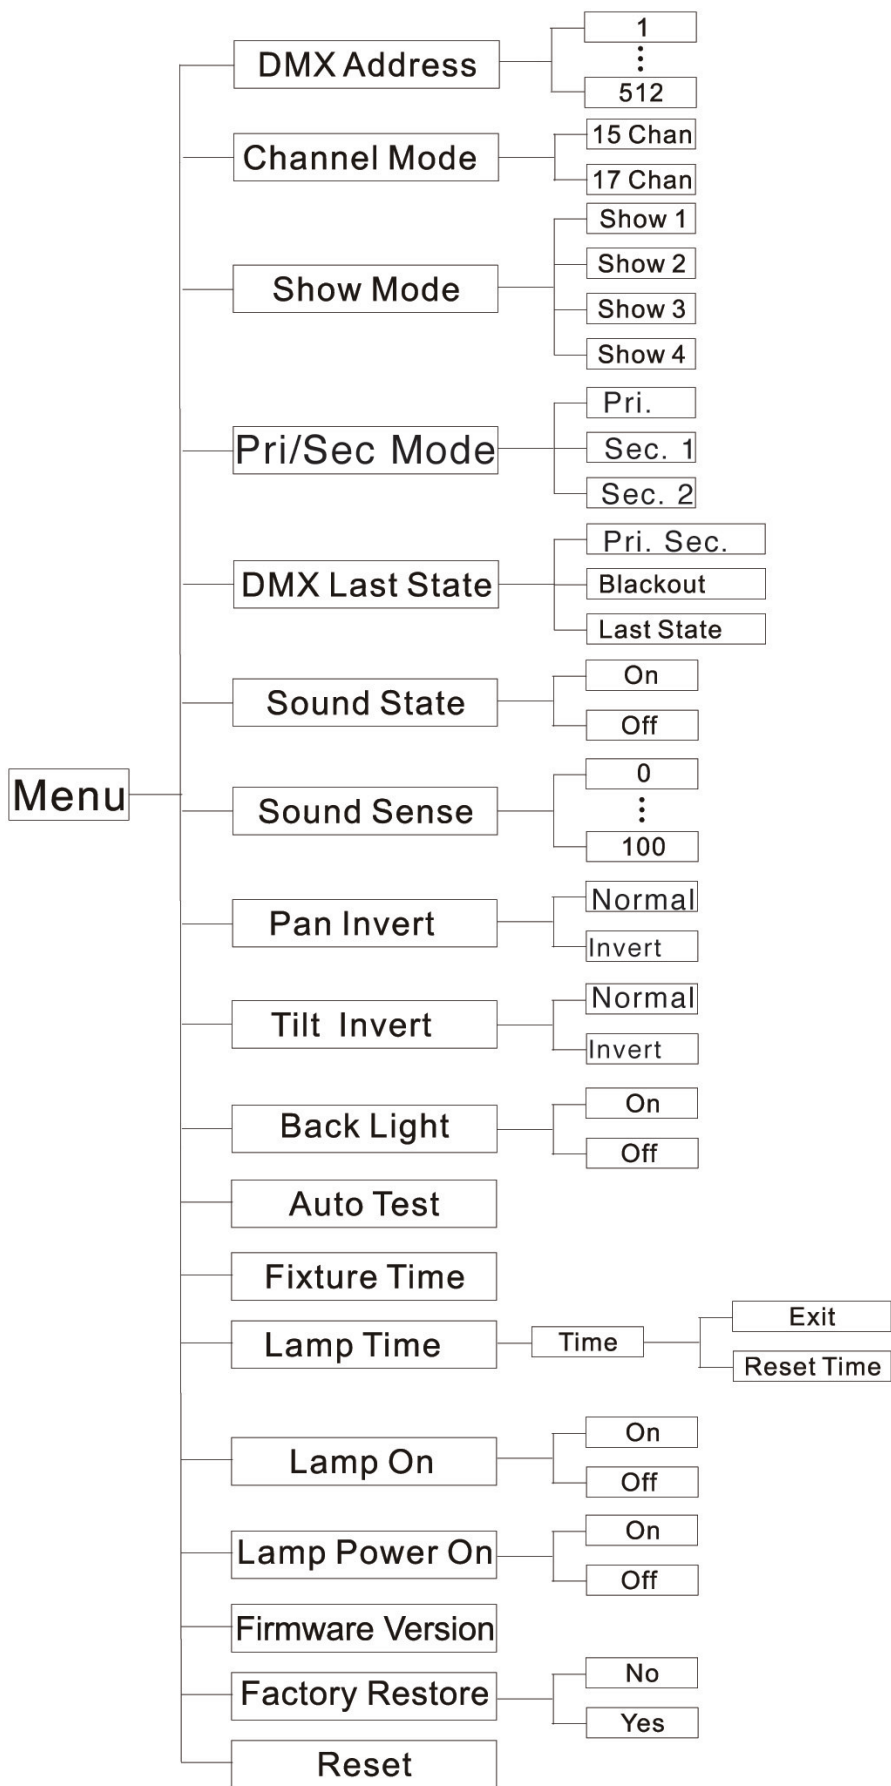 Menu
DMX Address
1
512
Channel Mode
15 Chan
17 Chan
Show Mode
Show 1
Show 2
Show 3
Show 4
Pri/Sec Mode
Pri.
Sec. 1
Sec. 2
DMX Last State
Pri. Sec.
Blackout
Last State
Sound State
On
Off
Sound Sense
0
100
Pan Invert
Normal
Invert
Tilt Invert
Normal
Invert
Back Light
On
Off
Auto Test
Fixture Time
Lamp Time
Time
Exit
Reset Time
Lamp On
On
Off
Lamp Power On
On
Off
Firmware Version
Factory Restore
No
Yes
Reset